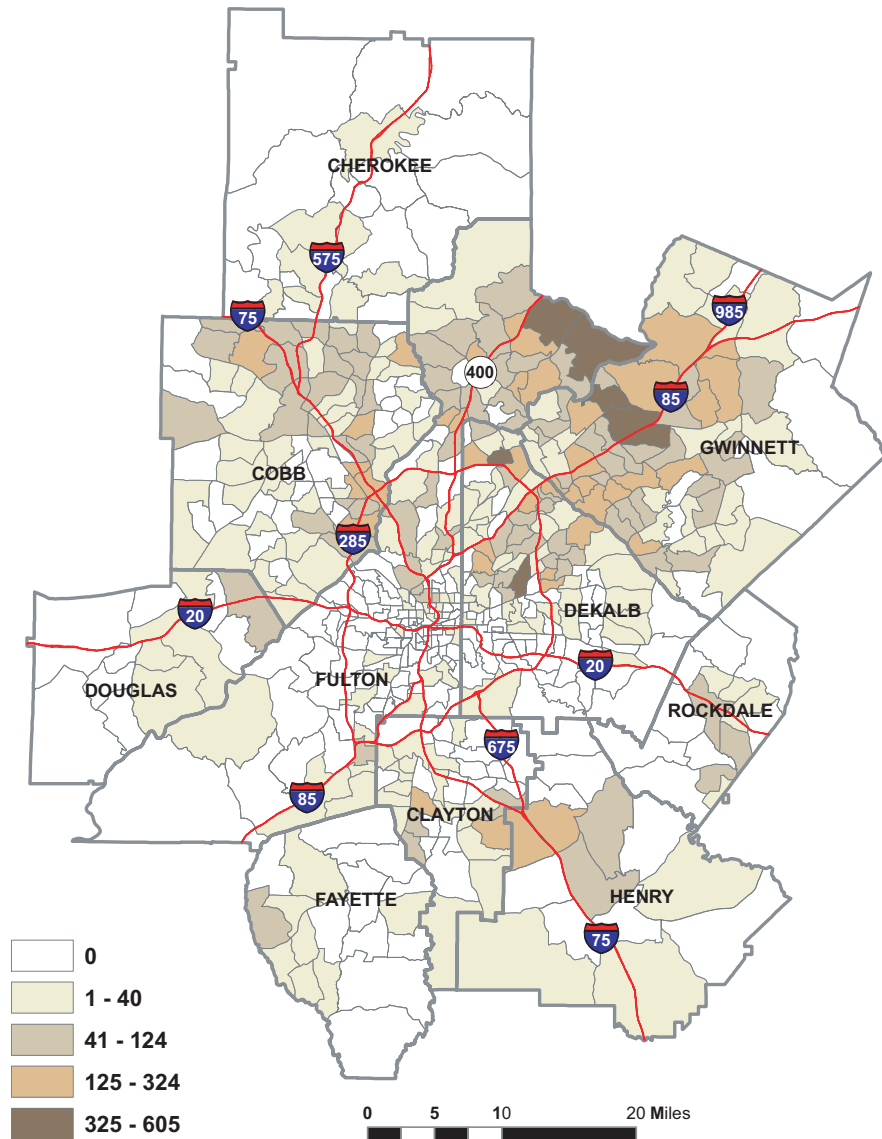 CHEROKEE
575
75
985
400
85
GWINNETT
COBB
285
20
DEKALB
20
FULTON
DOUGLAS
ROCKDALE
675
85
CLAYTON
HENRY
FAYETTE
75
0
1 - 40
41 - 124
125 - 324
325 - 605
0 5 10 20 Miles